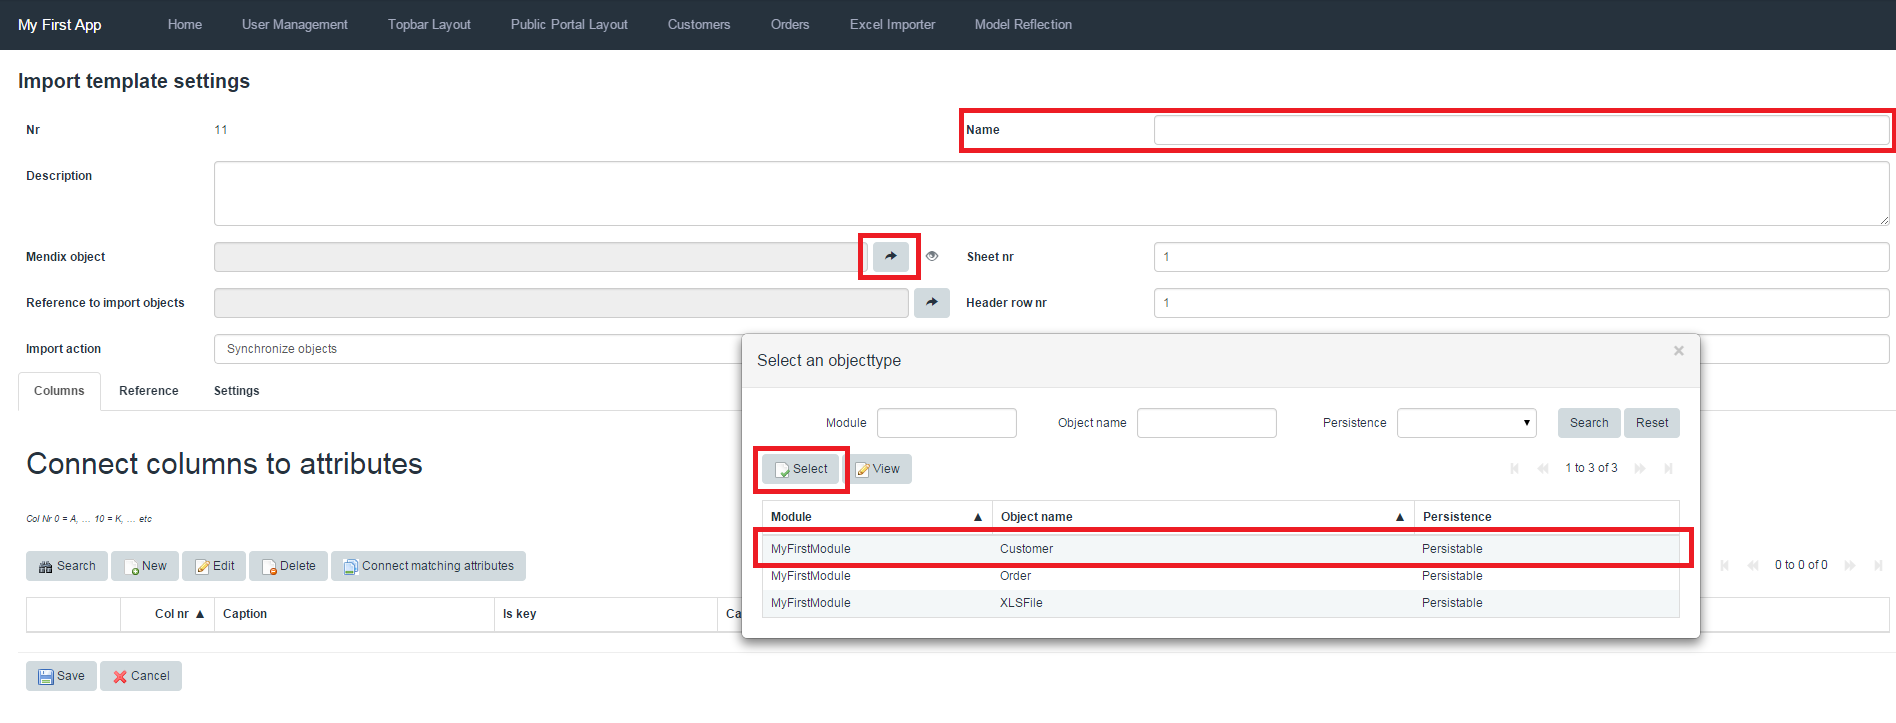 My First App Home User Management Topbar Layout Public Portal Layout Customers Orders Excel Importer Model Reflection
Import template settings
Nr 11 Name
Description
Mendix object Sheet nr 1
Reference to import objects Header row nr 1
Import action Synchronize objects
Columns Reference Settings
Connect columns to attributes
Col Nr 0 = A, ... 10 = K, ... etc
Search New Edit Delete Connect matching attributes 0 to 0 of 0
Col nr ▲ Caption Is key Ca
Save Cancel
Select an objecttype ×
Module Object name Persistence Search Reset
Select View 1 to 3 of 3
Module ▲ Object name ▲ Persistence
MyFirstModule Customer Persistable
MyFirstModule Order Persistable
MyFirstModule XLSFile Persistable